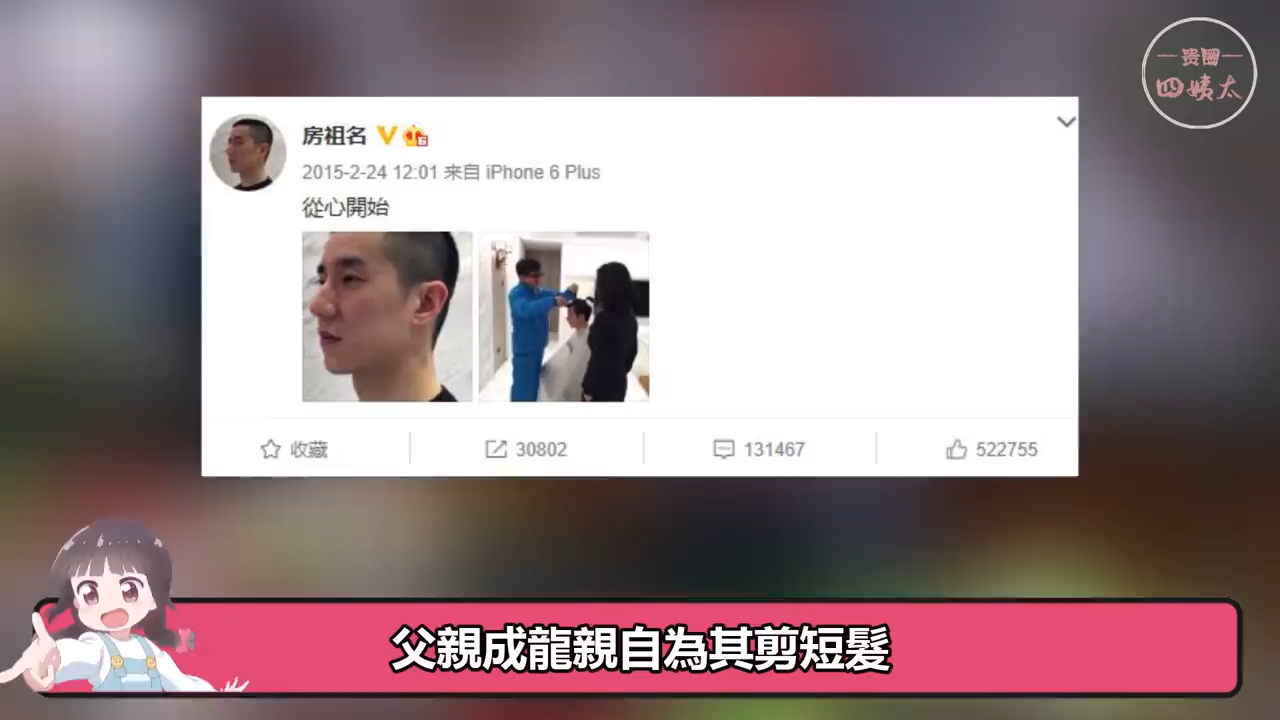 贵圈
四姨太
房祖名
2015-2-24 12:01 来自 iPhone 6 Plus
從心開始
收藏
30802
131467
522755
父親成龍親自為其剪短髮